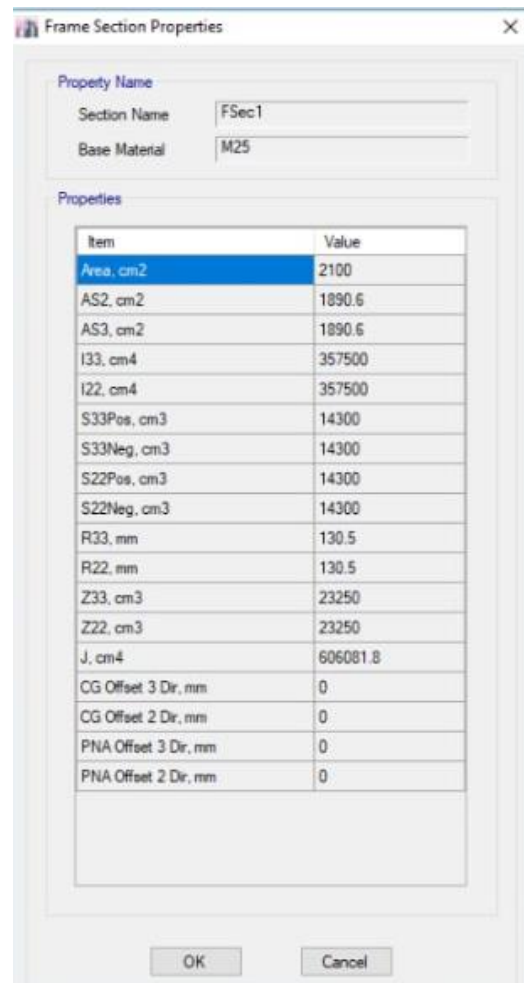 Frame Section Properties
Property Name
Section Name FSec1
Base Material M25
Properties
Item Value
Area, cm2 2100
AS2, cm2 1890.6
AS3, cm2 1890.6
I33, cm4 357500
I22, cm4 357500
S33Pos, cm3 14300
S33Neg, cm3 14300
S22Pos, cm3 14300
S22Neg, cm3 14300
R33, mm 130.5
R22, mm 130.5
Z33, cm3 23250
Z22, cm3 23250
J, cm4 606081.8
CG Offset 3 Dir, mm 0
CG Offset 2 Dir, mm 0
PNA Offset 3 Dir, mm 0
PNA Offset 2 Dir, mm 0
OK Cancel